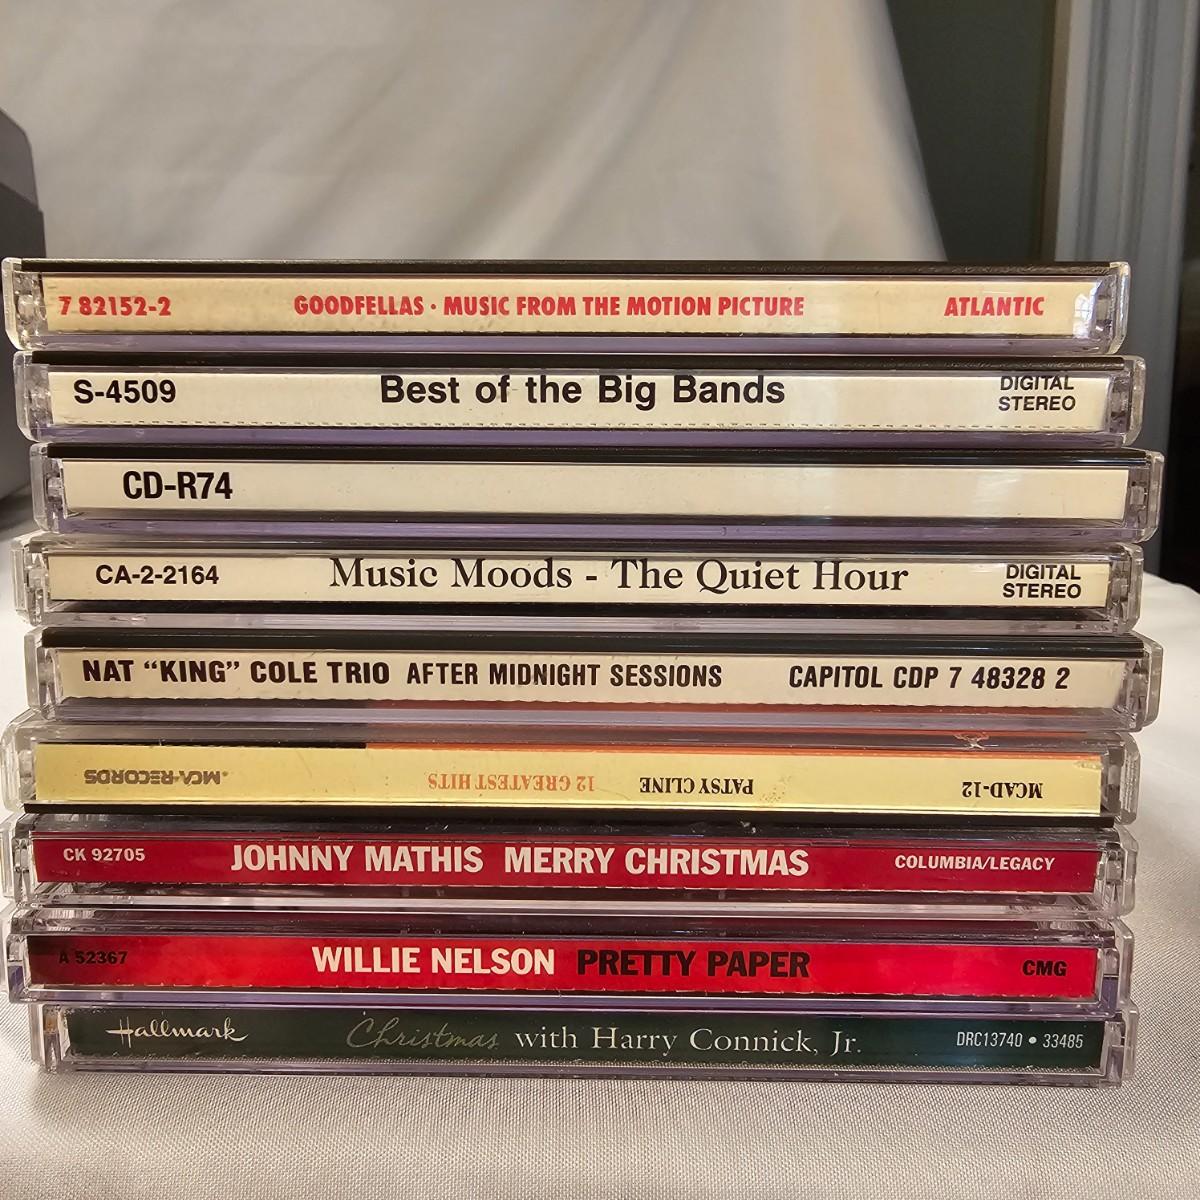 7 82152-2 GOODFELLAS · MUSIC FROM THE MOTION PICTURE ATLANTIC
S-4509 Best of the Big Bands DIGITAL
STEREO
CD-R74
CA-2-2164 Music Moods - The Quiet Hour DIGITAL
STEREO
NAT “KING” COLE TRIO AFTER MIDNIGHT SESSIONS CAPITOL CDP 7 48328 2
MCAD-12 PATSY CLINE 12 GREATEST HITS MCA-RECORDS
CK 92705 JOHNNY MATHIS MERRY CHRISTMAS COLUMBIA/LEGACY
A 52367 WILLIE NELSON PRETTY PAPER CMG
Hallmark Christmas with Harry Connick, Jr. DRC13740 • 33485